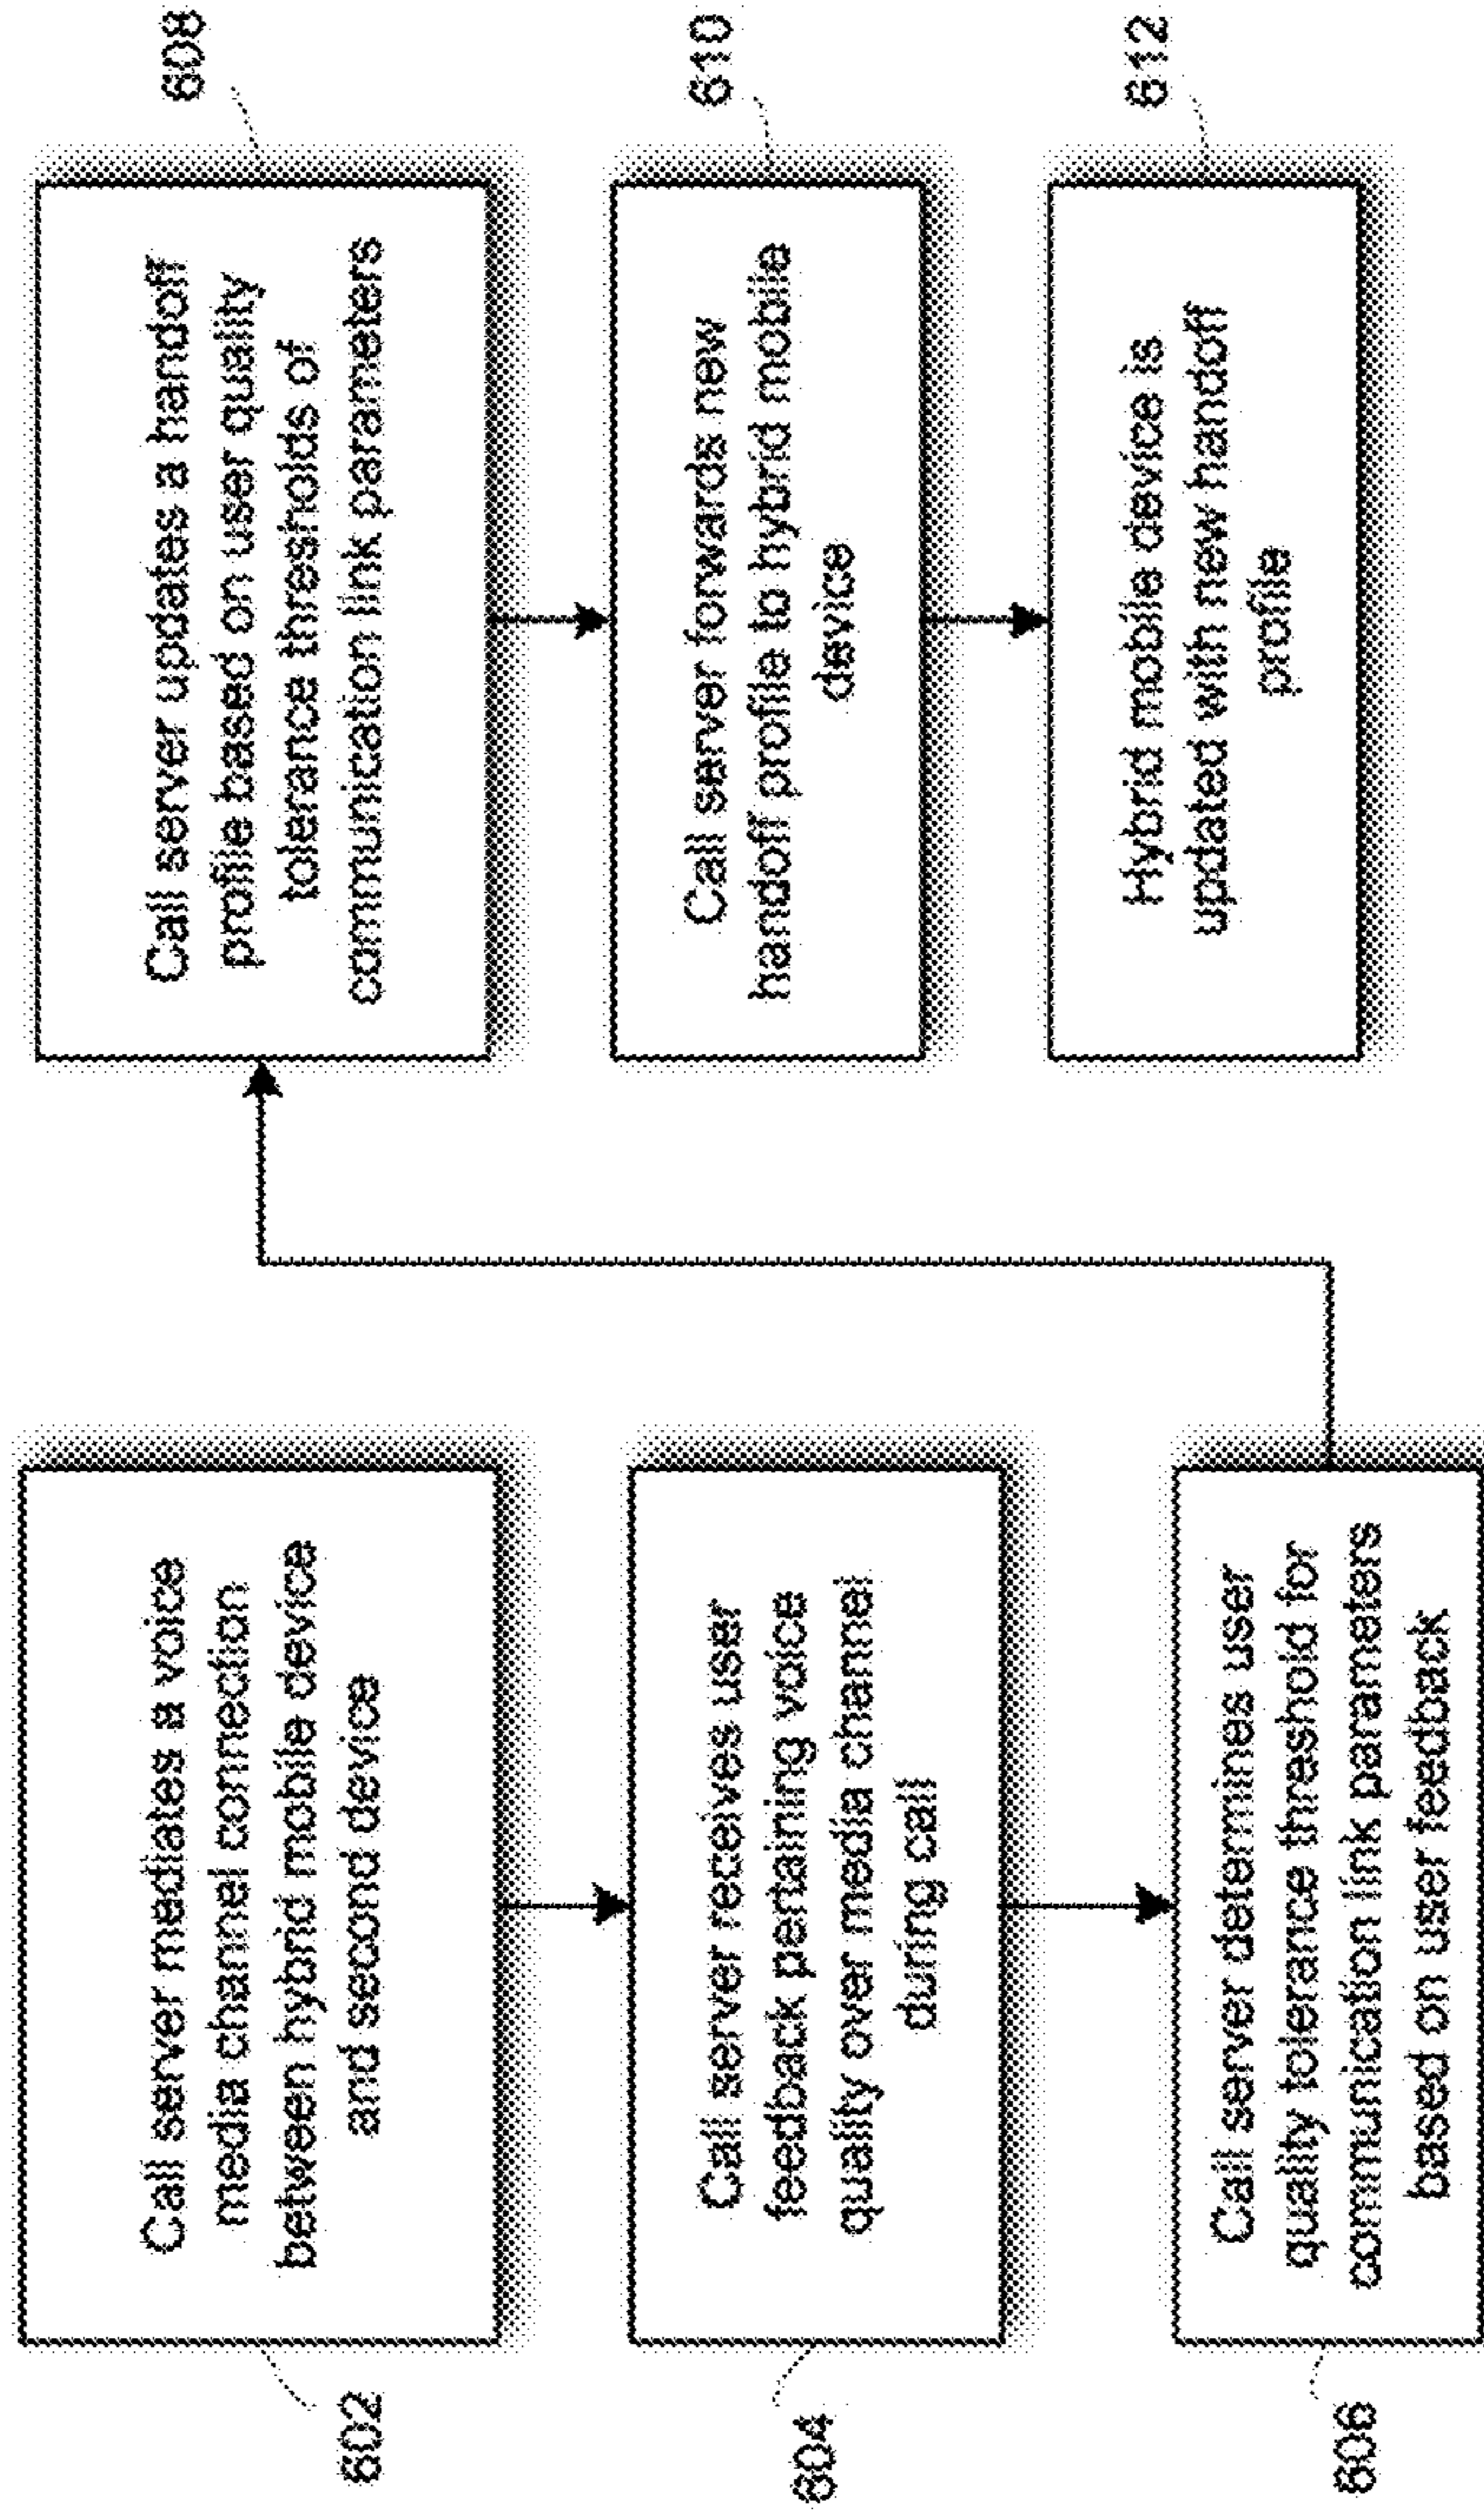 602
Call server mediates a voice
media channel connection
between hybrid mobile device
and second device
604
Call server receives user
feedback pertaining voice
quality over media channel
during call
606
Call server determines user
quality tolerance threshold for
communication link parameters
based on user feedback
608
Call server updates a handoff
profile based on user quality
tolerance thresholds of
communication link parameters
610
Call server forwards new
handoff profile to hybrid mobile
device
612
Hybrid mobile device is
updated with new handoff
profile